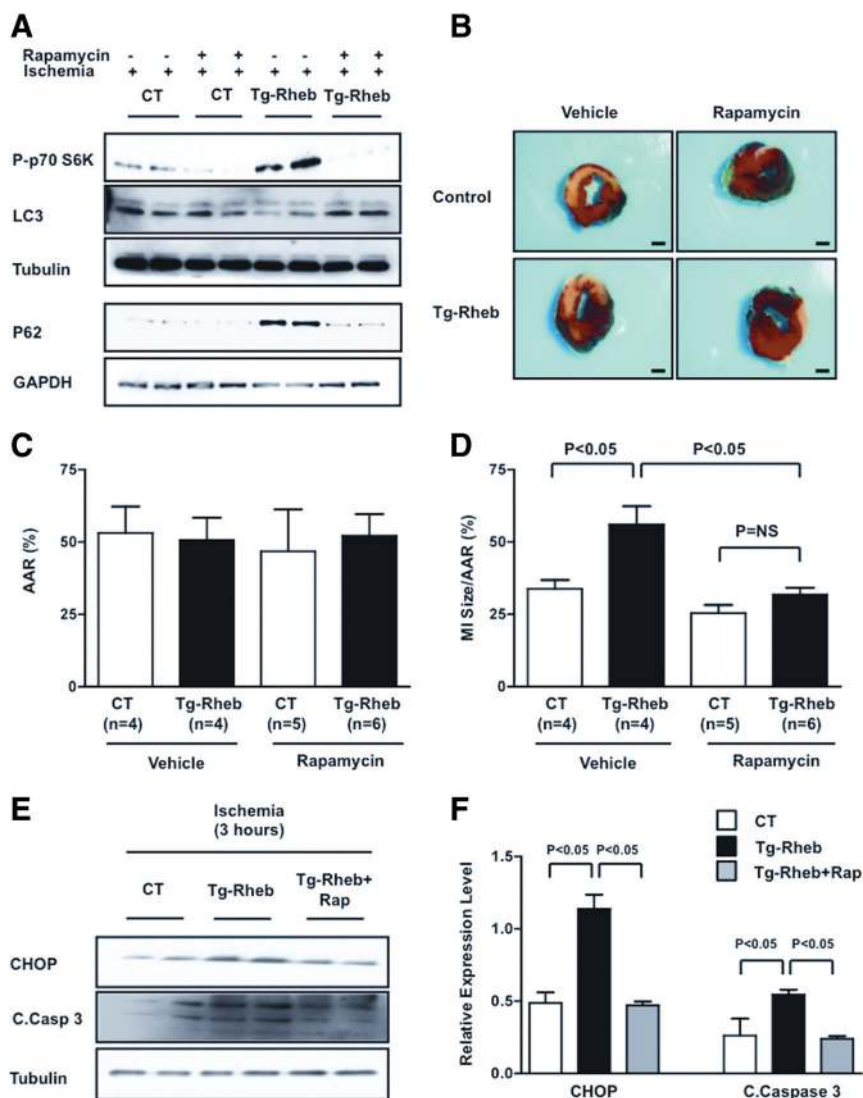 A
Rapamycin - - + + - - + +
Ischemia + + + + + + + +
CT CT Tg-Rheb Tg-Rheb
P-p70 S6K
LC3
Tubulin
P62
GAPDH
B
Vehicle Rapamycin
Control
Tg-Rheb
C
75
50
25
0
AAR (%)
CT Tg-Rheb CT Tg-Rheb
(n=4) (n=4) (n=5) (n=6)
Vehicle Rapamycin
D
P<0.05 P<0.05
P=NS
75
50
25
0
MI Size/AAR (%)
CT Tg-Rheb CT Tg-Rheb
(n=4) (n=4) (n=5) (n=6)
Vehicle Rapamycin
E
Ischemia
(3 hours)
CT Tg-Rheb Tg-Rheb+
Rap
CHOP
C.Casp 3
Tubulin
F
CT
Tg-Rheb
Tg-Rheb+Rap
P<0.05 P<0.05
P<0.05 P<0.05
1.5
1.0
0.5
0.0
Relative Expression Level
CHOP C.Caspase 3